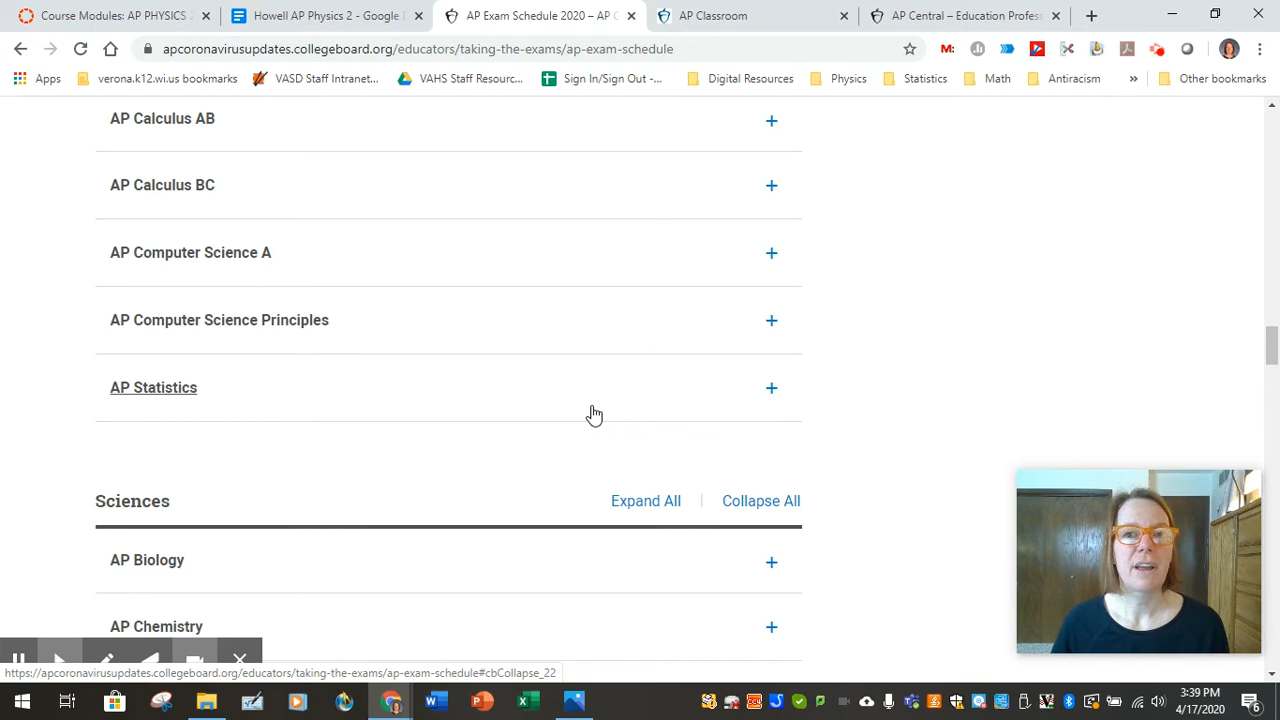 Course Modules: AP PHYSICS 2
Howell AP Physics 2 - Google
AP Exam Schedule 2020 – AP
AP Classroom
AP Central – Education Profess
apcoronavirusupdates.collegeboard.org/educators/taking-the-exams/ap-exam-schedule
Apps
verona.k12.wi.us bookmarks
VASD Staff Intranet...
VAHS Staff Resourc...
Sign In/Sign Out -...
Digital Resources
Physics
Statistics
Math
Antiracism
»
Other bookmarks
AP Calculus AB
AP Calculus BC
AP Computer Science A
AP Computer Science Principles
AP Statistics
Sciences
Expand All | Collapse All
AP Biology
AP Chemistry
https://apcoronavirusupdates.collegeboard.org/educators/taking-the-exams/ap-exam-schedule#cbCollapse_22
3:39 PM
4/17/2020
6